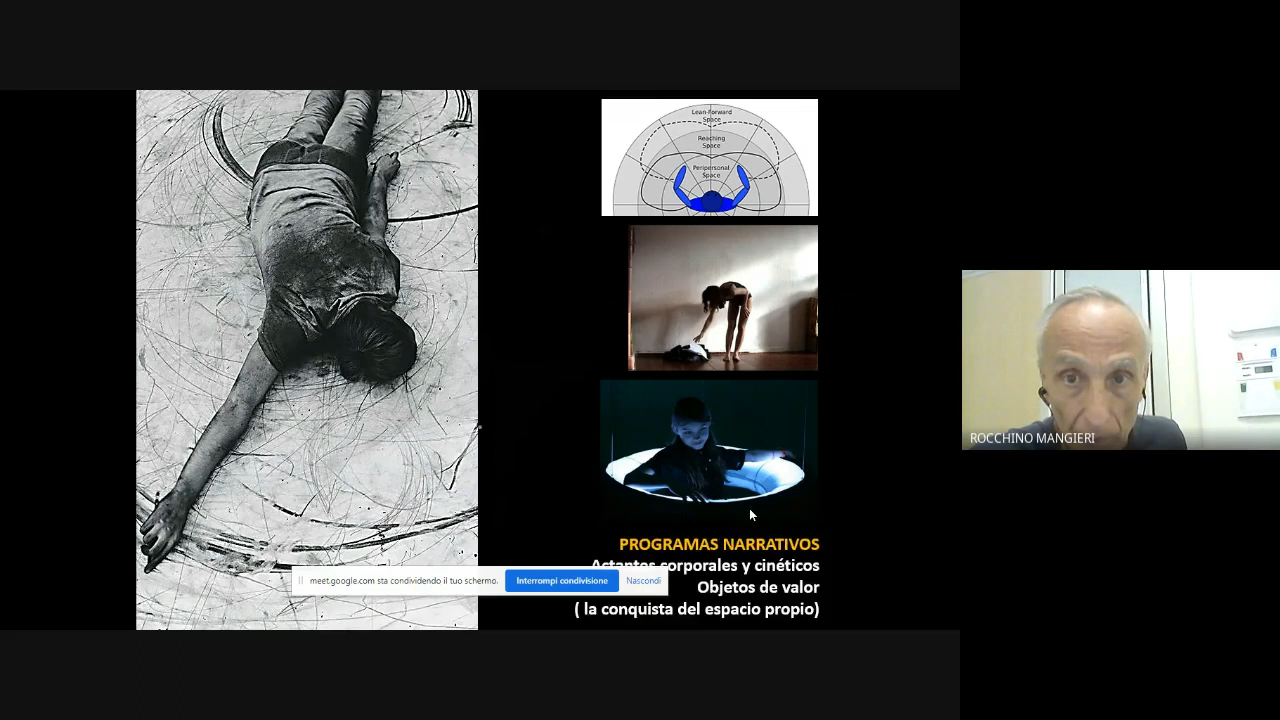 Lean-Forward
Space
Reaching
Space
Peripersonal
Space
PROGRAMAS NARRATIVOS
Actantes corporales y cinéticos
Objetos de valor
( la conquista del espacio propio)
meet.google.com sta condividendo il tuo schermo.
Interrompi condivisione
Nascondi
ROCCHINO MANGIERI